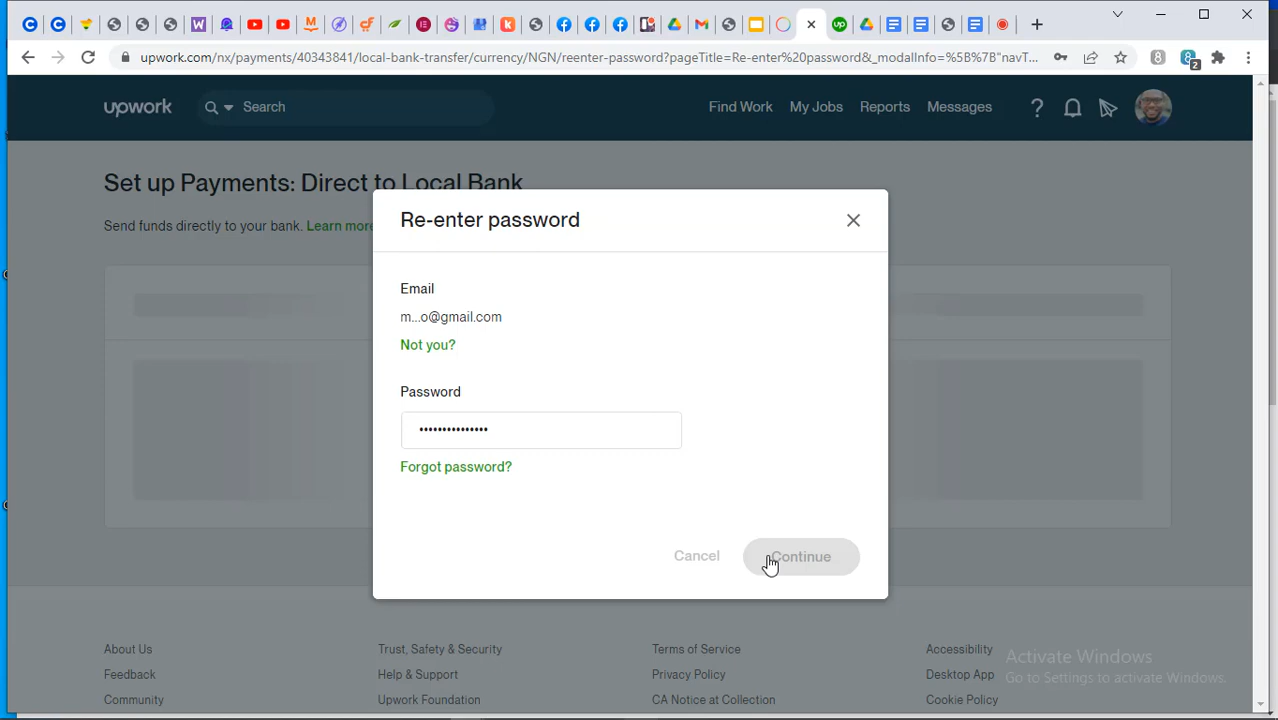 upwork.com/nx/payments/40343841/local-bank-transfer/currency/NGN/reenter-password?pageTitle=Re-enter%20password&_modalInfo=%5B%7B"navT...
8
8
2
upwork
Search
Find Work
My Jobs
Reports
Messages
?
Set up Payments: Direct to Local Bank
Send funds directly to your bank. Learn more
Re-enter password
Email
m...o@gmail.com
Not you?
Password
•••••••••••••••
Forgot password?
Cancel
Continue
About Us
Trust, Safety & Security
Terms of Service
Accessibility
Feedback
Help & Support
Privacy Policy
Desktop App
Community
Upwork Foundation
CA Notice at Collection
Cookie Policy
Activate Windows
Go to Settings to activate Windows.